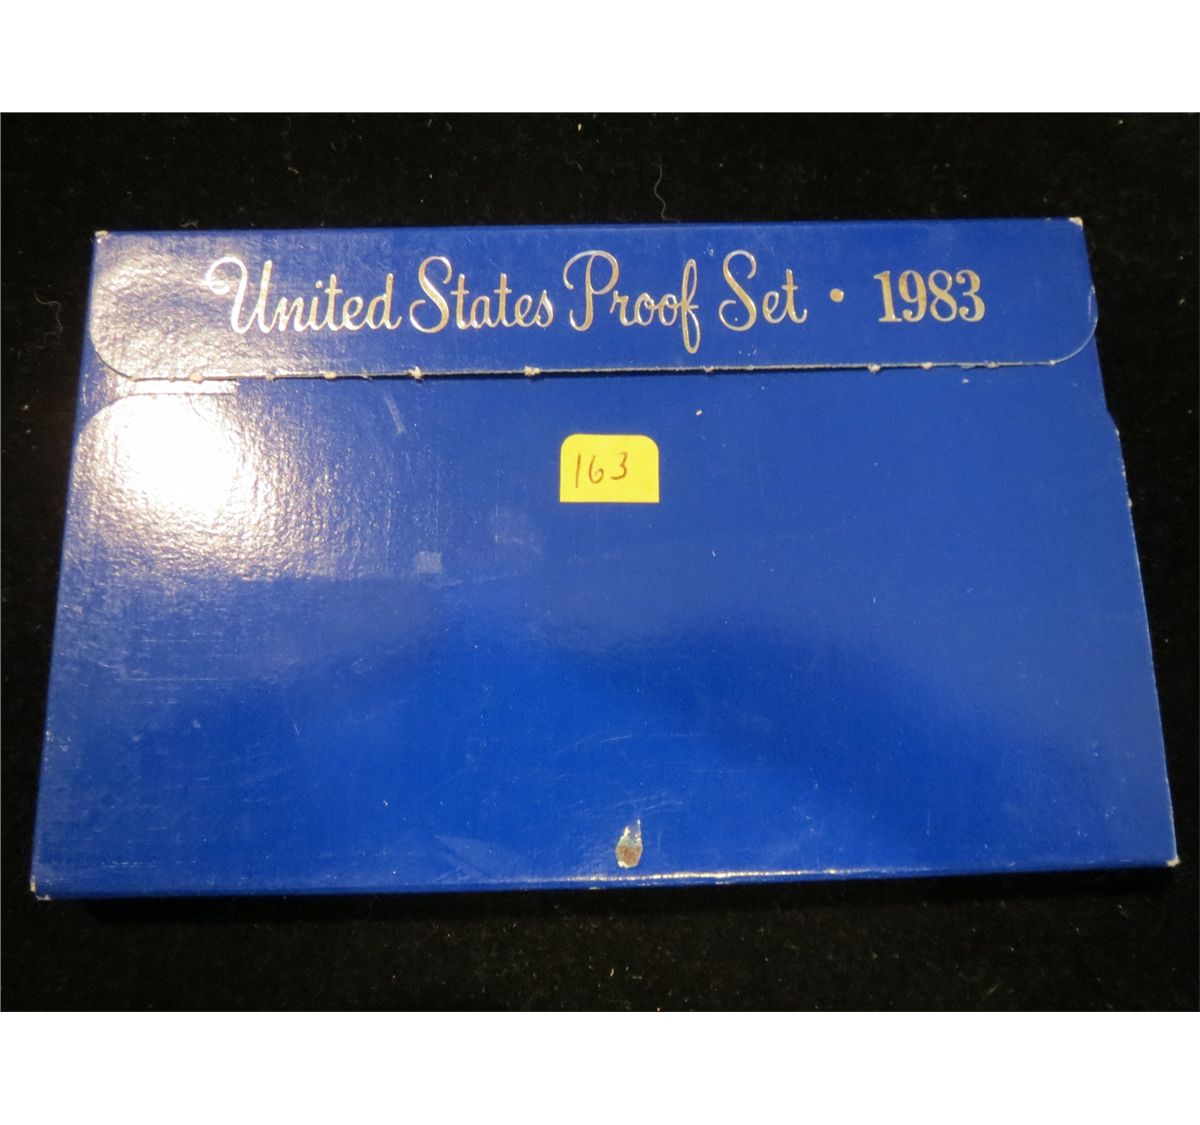 United States Proof Set • 1983
163